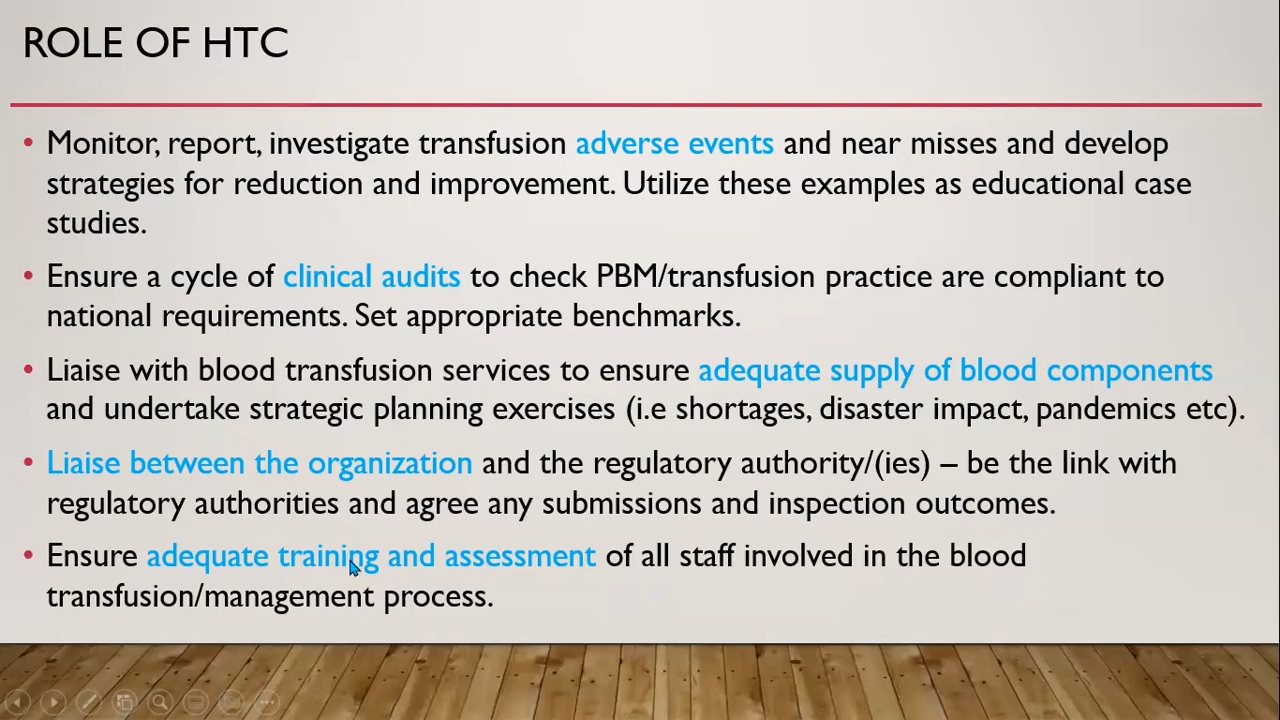 ROLE OF HTC
• Monitor, report, investigate transfusion adverse events and near misses and develop
strategies for reduction and improvement. Utilize these examples as educational case
studies.
• Ensure a cycle of clinical audits to check PBM/transfusion practice are compliant to
national requirements. Set appropriate benchmarks.
• Liaise with blood transfusion services to ensure adequate supply of blood components
and undertake strategic planning exercises (i.e shortages, disaster impact, pandemics etc).
• Liaise between the organization and the regulatory authority/(ies) – be the link with
regulatory authorities and agree any submissions and inspection outcomes.
• Ensure adequate training and assessment of all staff involved in the blood
transfusion/management process.